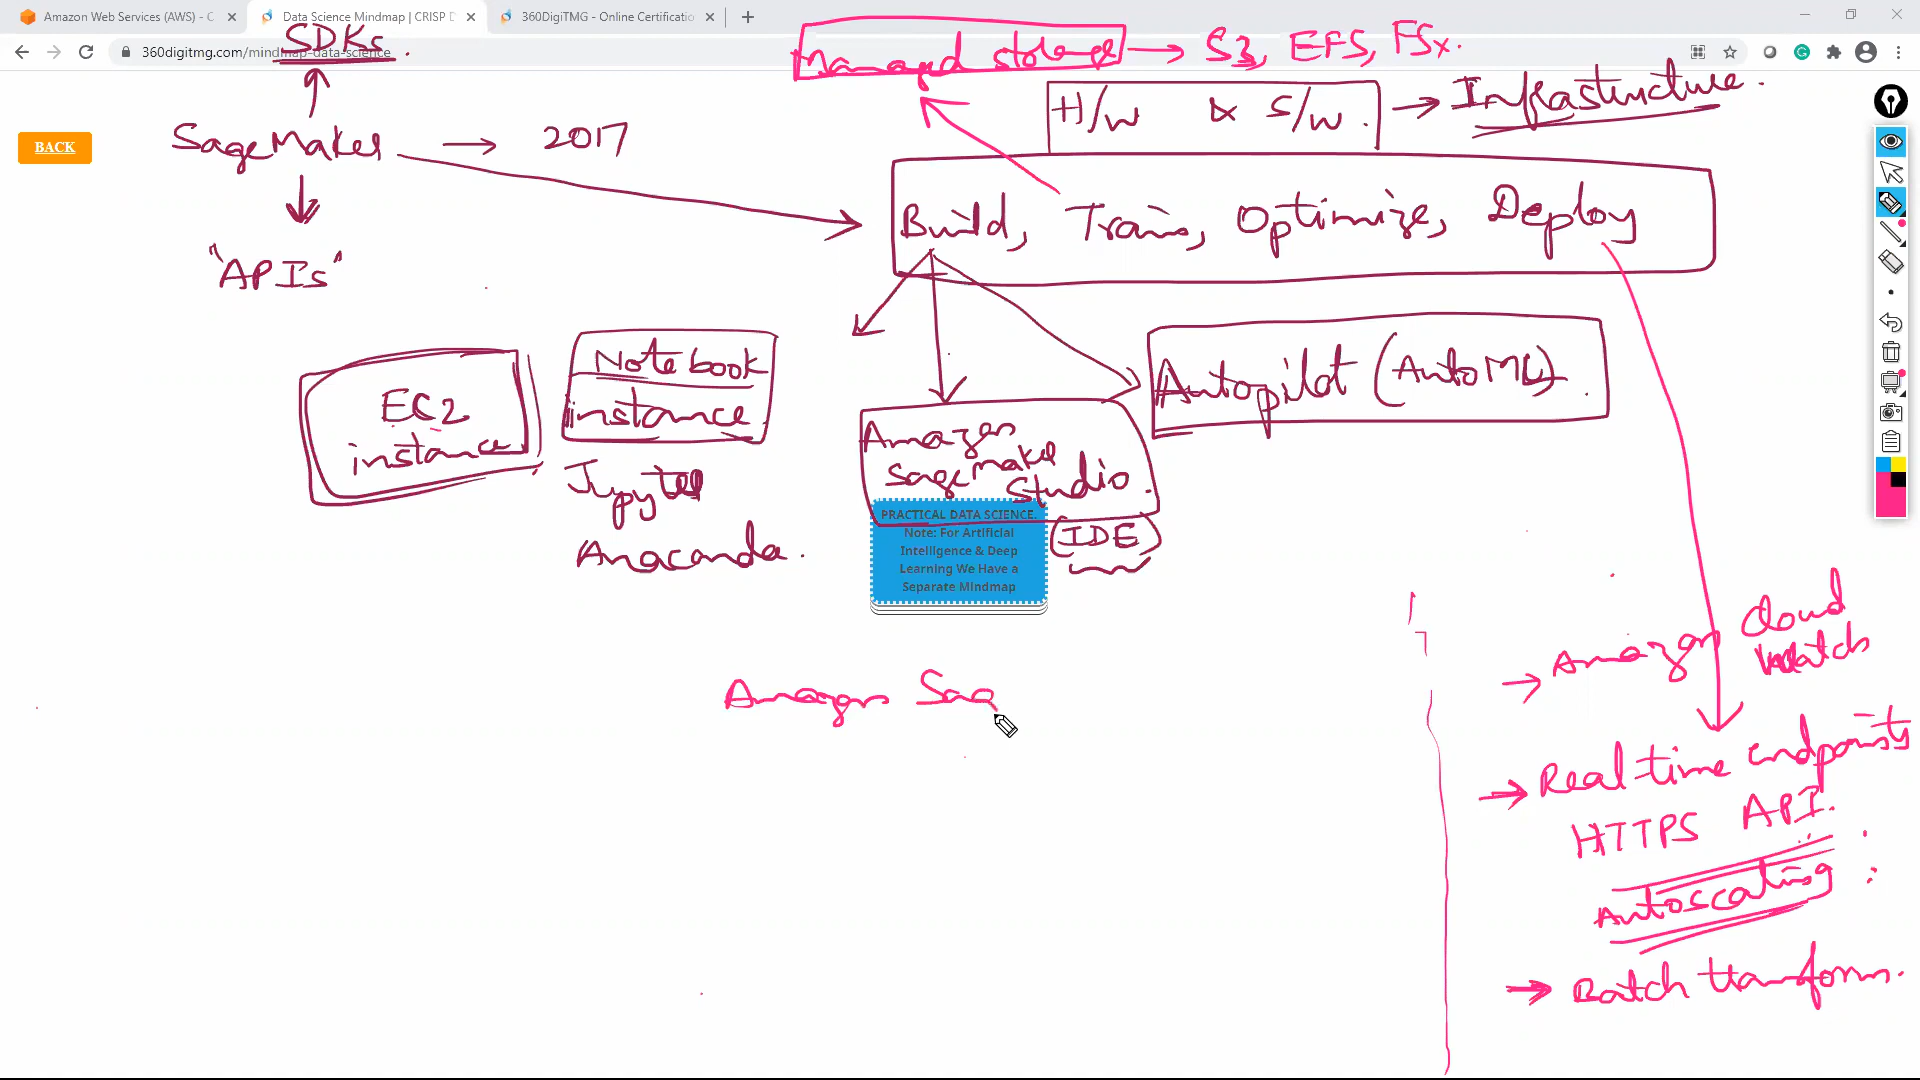 Amazon Web Services (AWS) - C
Data Science Mindmap | CRISP D
360DigiTMG - Online Certificatio
360digitmg.com/mindmap-data-science
SDKs.
Managed storage → S3, EFS, FSx.
H/W & S/W. → Infrastructure.
BACK
SageMaker → 2017
Build, Train, Optimize, Deploy
"APIs"
EC2
instance
Notebook
instance
Jupyter
Anaconda.
Autopilot (AutoML).
Amazon
SageMaker
Studio.
(IDE)
PRACTICAL DATA SCIENCE.
Note: For Artificial
Intelligence & Deep
Learning We Have a
Separate Mindmap
Amazon Sag
→ Amazon Cloud
Watch
→ Real time endpoints
HTTPS API.
Autoscaling
→ Batch transform.